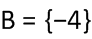 B = {–4}